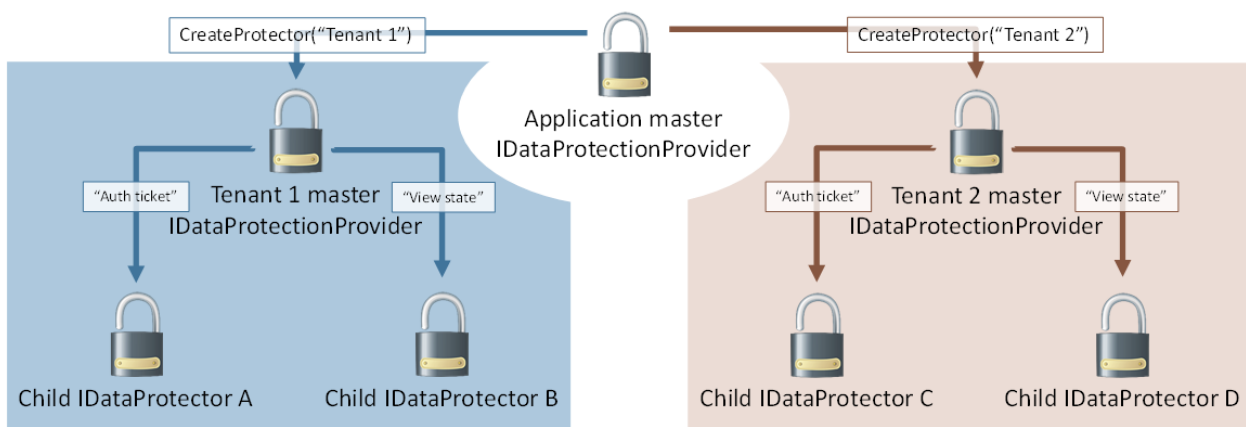 CreateProtector(“Tenant 1”)
CreateProtector(“Tenant 2”)
Application master
IDataProtectionProvider
“Auth ticket”
Tenant 1 master
IDataProtectionProvider
“View state”
“Auth ticket”
Tenant 2 master
IDataProtectionProvider
“View state”
Child IDataProtector A
Child IDataProtector B
Child IDataProtector C
Child IDataProtector D